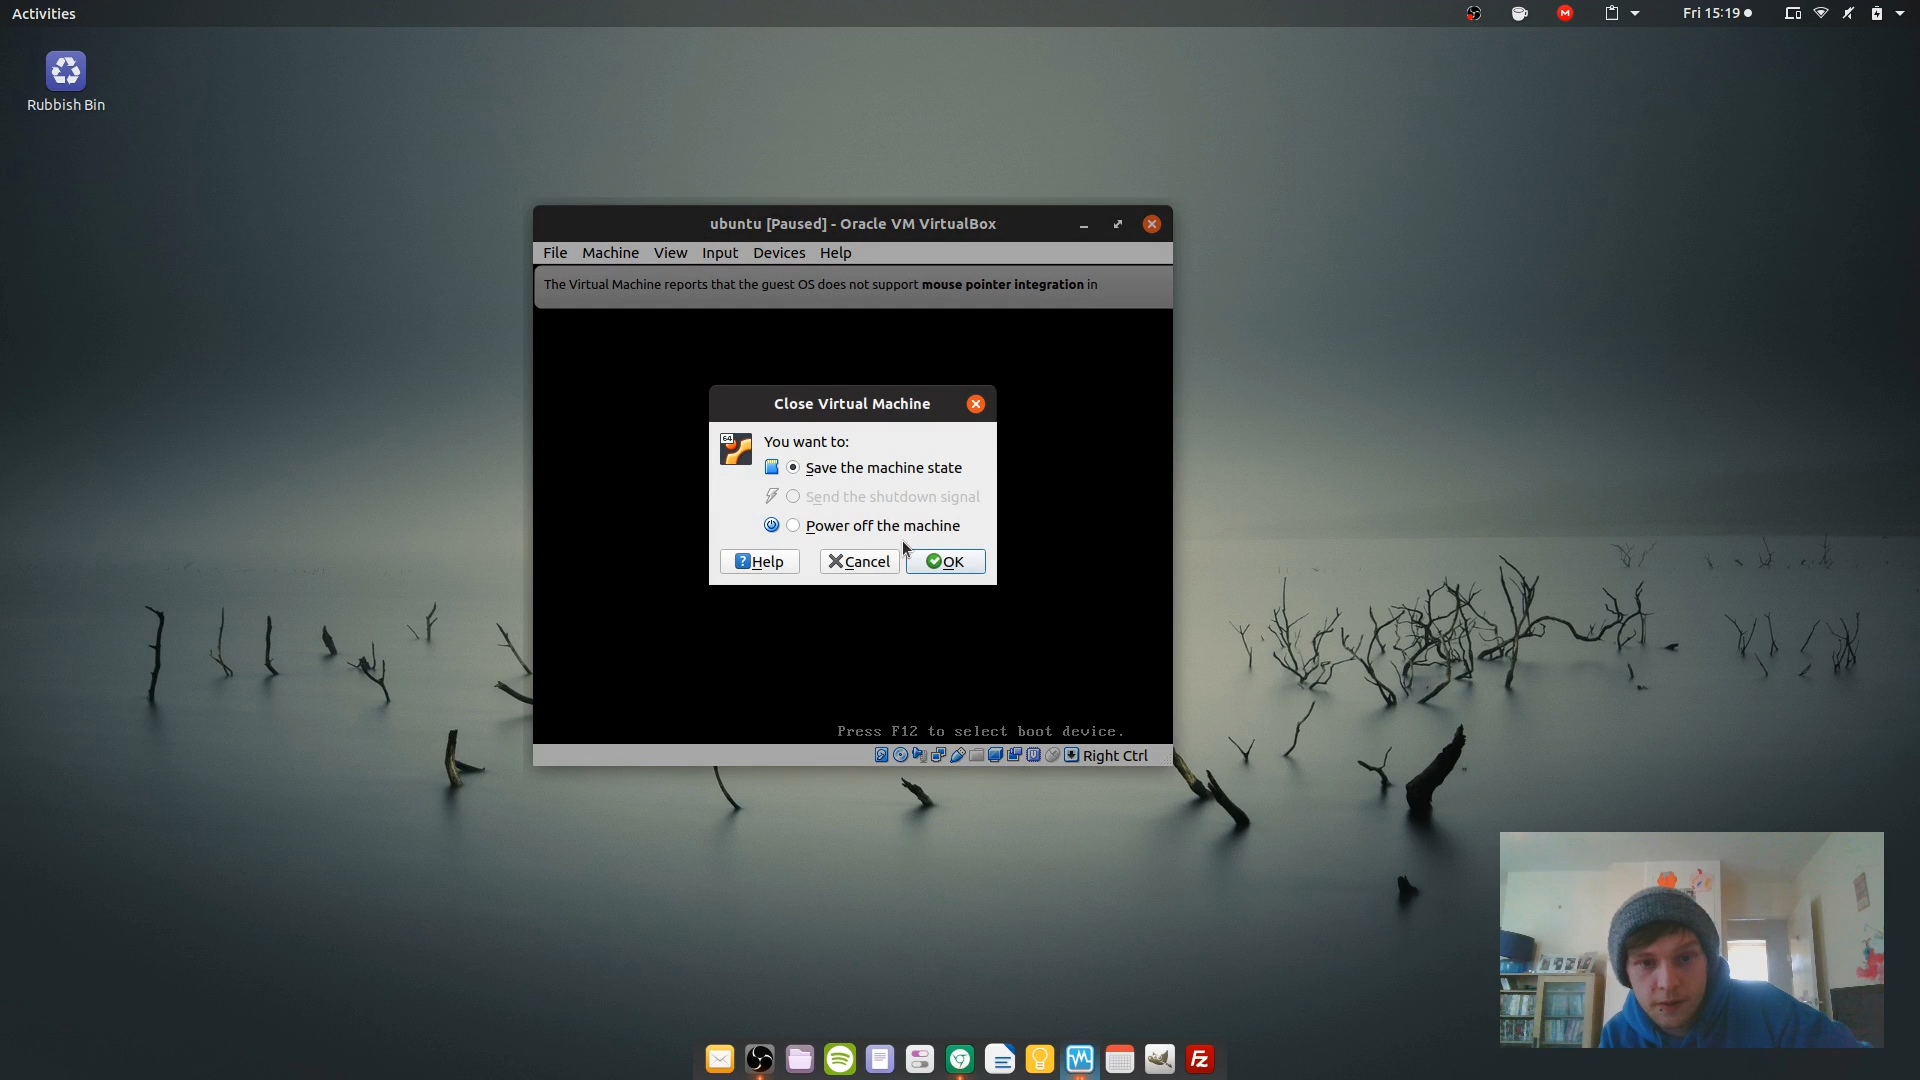 Activities
M
Fri 15:19
Rubbish Bin
ubuntu [Paused] - Oracle VM VirtualBox
File Machine View Input Devices Help
The Virtual Machine reports that the guest OS does not support mouse pointer integration in
Close Virtual Machine
64
You want to:
Save the machine state
Send the shutdown signal
Power off the machine
? Help Cancel OK
Press F12 to select boot device.
Right Ctrl
Fz